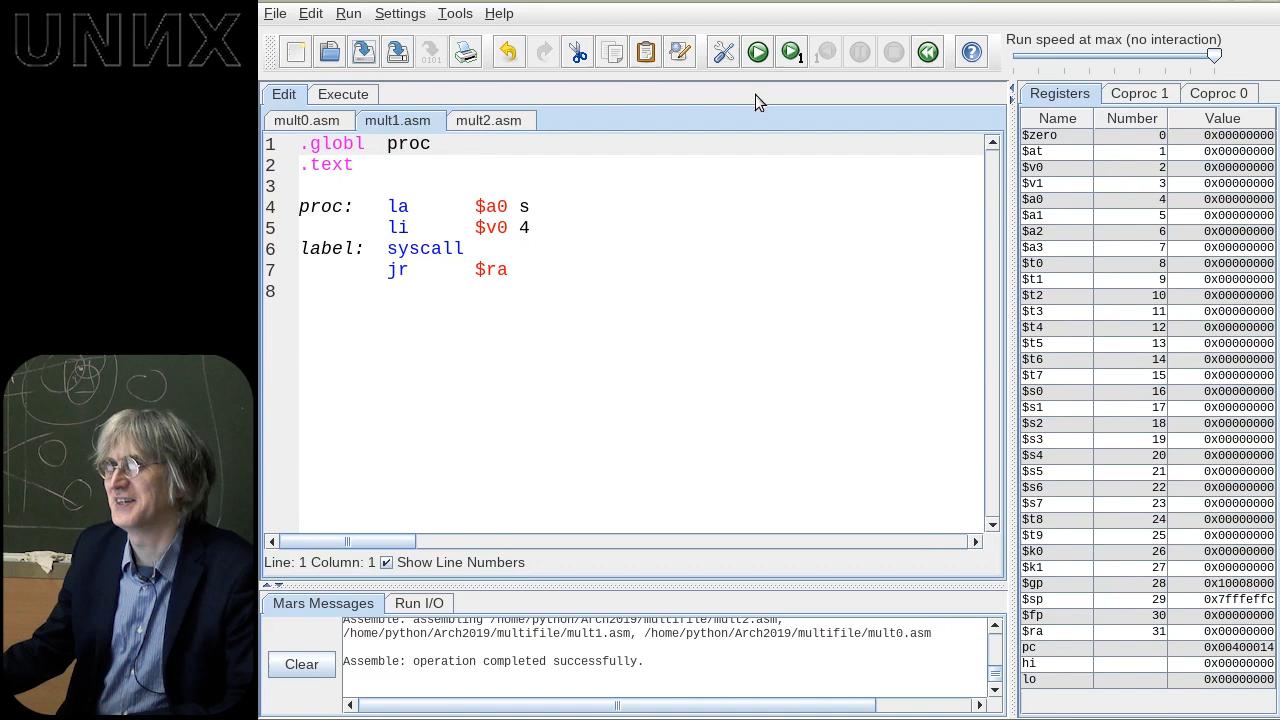 UNИX
File Edit Run Settings Tools Help
Run speed at max (no interaction)
Edit Execute
mult0.asm mult1.asm mult2.asm
1 .globl proc
2 .text
3
4 proc: la $a0 s
5 li $v0 4
6 label: syscall
7 jr $ra
8
Line: 1 Column: 1 Show Line Numbers
Mars Messages Run I/O
Clear
Assemble: assembling /home/python/Arch2019/multifile/mult2.asm,
/home/python/Arch2019/multifile/mult1.asm, /home/python/Arch2019/multifile/mult0.asm
Assemble: operation completed successfully.
Registers Coproc 1 Coproc 0
Name Number Value
$zero 0 0x00000000
$at 1 0x00000000
$v0 2 0x00000000
$v1 3 0x00000000
$a0 4 0x00000000
$a1 5 0x00000000
$a2 6 0x00000000
$a3 7 0x00000000
$t0 8 0x00000000
$t1 9 0x00000000
$t2 10 0x00000000
$t3 11 0x00000000
$t4 12 0x00000000
$t5 13 0x00000000
$t6 14 0x00000000
$t7 15 0x00000000
$s0 16 0x00000000
$s1 17 0x00000000
$s2 18 0x00000000
$s3 19 0x00000000
$s4 20 0x00000000
$s5 21 0x00000000
$s6 22 0x00000000
$s7 23 0x00000000
$t8 24 0x00000000
$t9 25 0x00000000
$k0 26 0x00000000
$k1 27 0x00000000
$gp 28 0x10008000
$sp 29 0x7fffeffc
$fp 30 0x00000000
$ra 31 0x00000000
pc 0x00400014
hi 0x00000000
lo 0x00000000